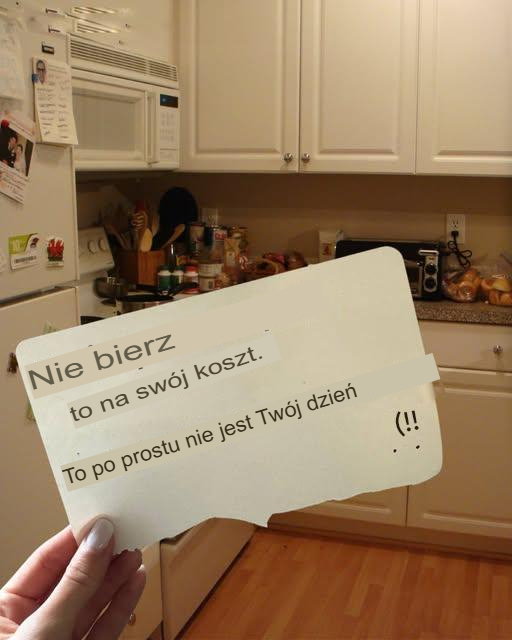 Nie bierz
to na swój koszt.
To po prostu nie jest Twój dzień
(!!
. .